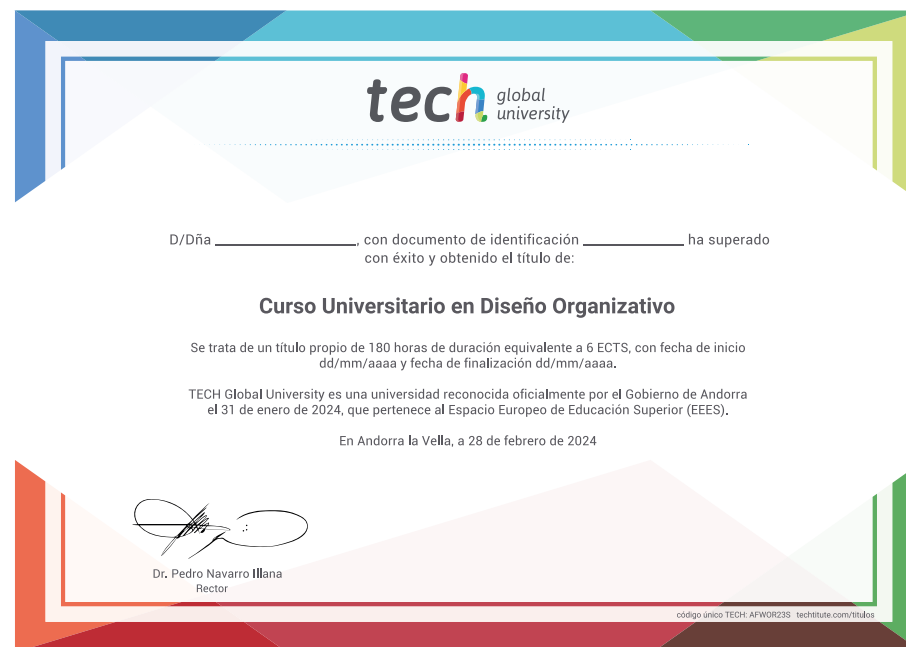 tech global university
D/Dña ______________, con documento de identificación __________ ha superado
con éxito y obtenido el título de:
Curso Universitario en Diseño Organizativo
Se trata de un título propio de 180 horas de duración equivalente a 6 ECTS, con fecha de inicio
dd/mm/aaaa y fecha de finalización dd/mm/aaaa.
TECH Global University es una universidad reconocida oficialmente por el Gobierno de Andorra
el 31 de enero de 2024, que pertenece al Espacio Europeo de Educación Superior (EEES).
En Andorra la Vella, a 28 de febrero de 2024
Dr. Pedro Navarro Illana
Rector
código único TECH: AFWOR23S techtitute.com/titulos